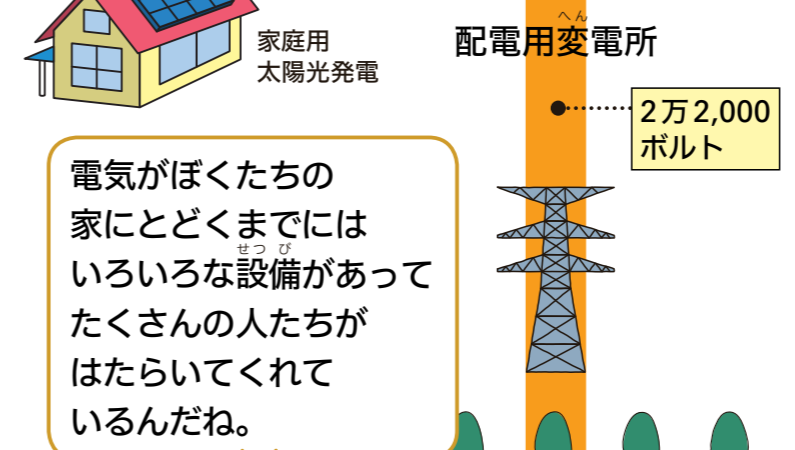 家庭用
太陽光発電
へん
配電用変電所
2万2,000
ボルト
電気がぼくたちの
家にとどくまでには
せつ び
いろいろな設備があって
たくさんの人たちが
はたらいてくれて
いるんだね。